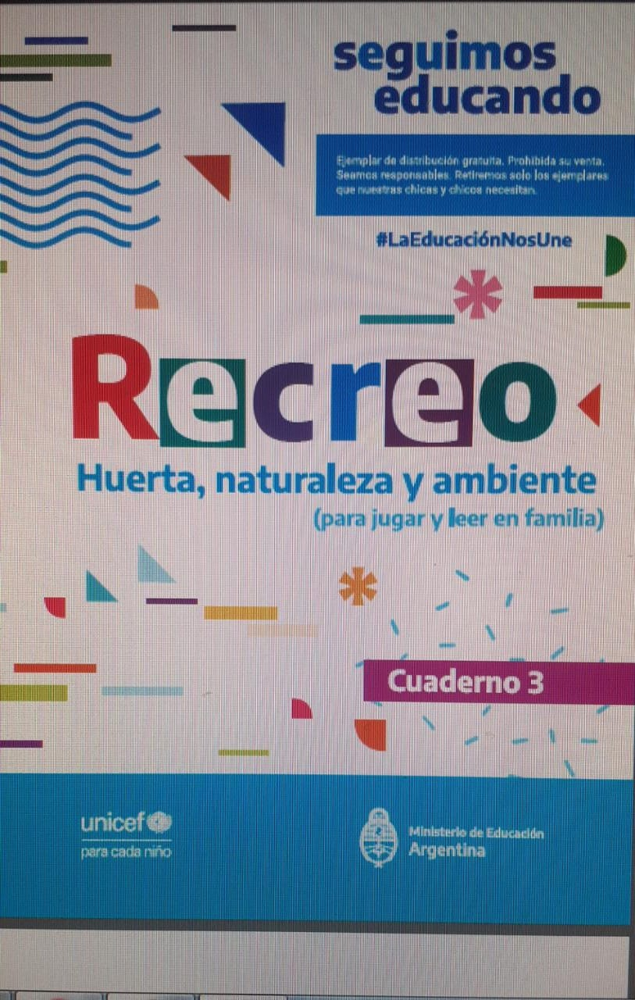 seguimos
educando
Ejemplar de distribución gratuita. Prohibida su venta.
Seamos responsables. Retiremos solo los ejemplares
que nuestras chicas y chicos necesitan.
#LaEducaciónNosUne
Recreo
Huerta, naturaleza y ambiente
(para jugar y leer en familia)
Cuaderno 3
unicef
para cada niño
Ministerio de Educación
Argentina